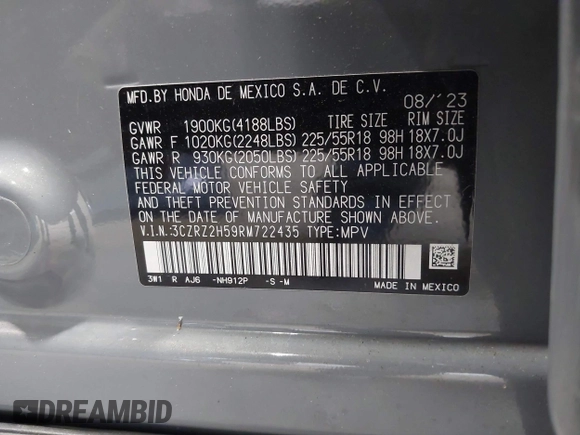 MFD.BY HONDA DE MEXICO S.A. DE C.V.
08/'23
GVWR 1900KG(4188LBS) TIRE SIZE RIM SIZE
GAWR F 1020KG(2248LBS) 225/55R18 98H 18X7.0J
GAWR R 930KG(2050LBS) 225/55R18 98H 18X7.0J
THIS VEHICLE CONFORMS TO ALL APPLICABLE
FEDERAL MOTOR VEHICLE SAFETY
AND THEFT PREVENTION STANDARDS IN EFFECT
ON THE DATE OF MANUFACTURE SHOWN ABOVE.
V.I.N.:3CZRZ2H59RM722435 TYPE:MPV
3W1 R AJ6 -NH912P -S -M MADE IN MEXICO
DREAMBID